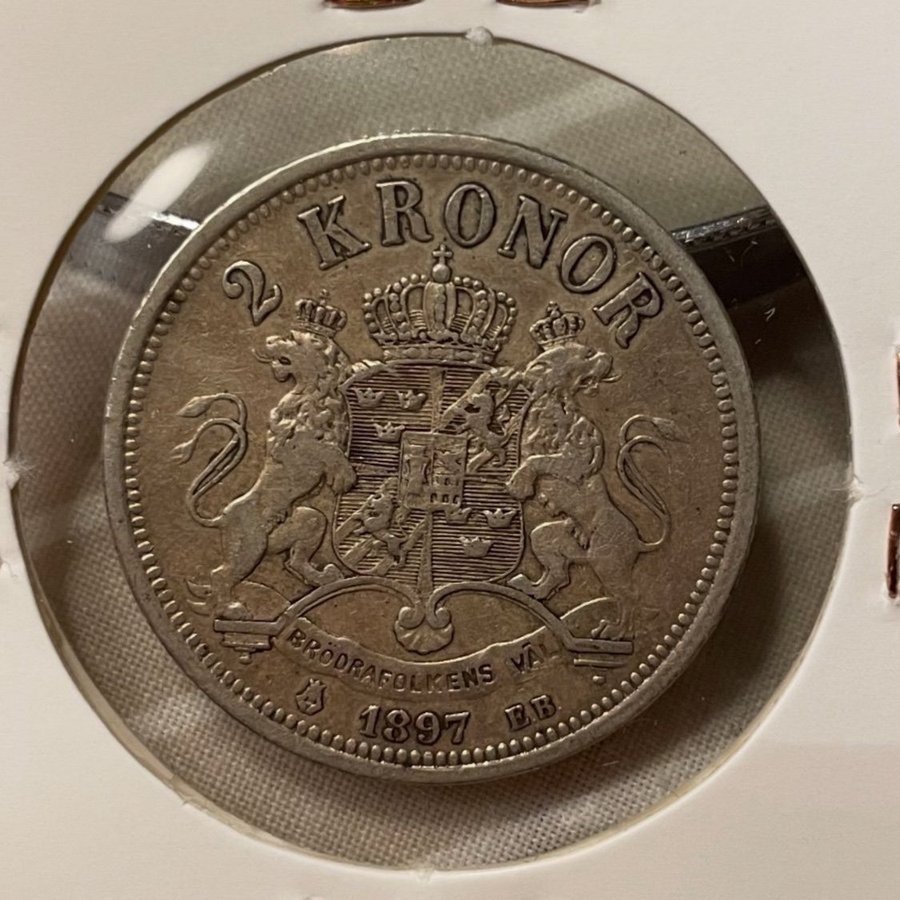 2 KRONOR
BRÖDRAFOLKENS VÄL
1897 EB